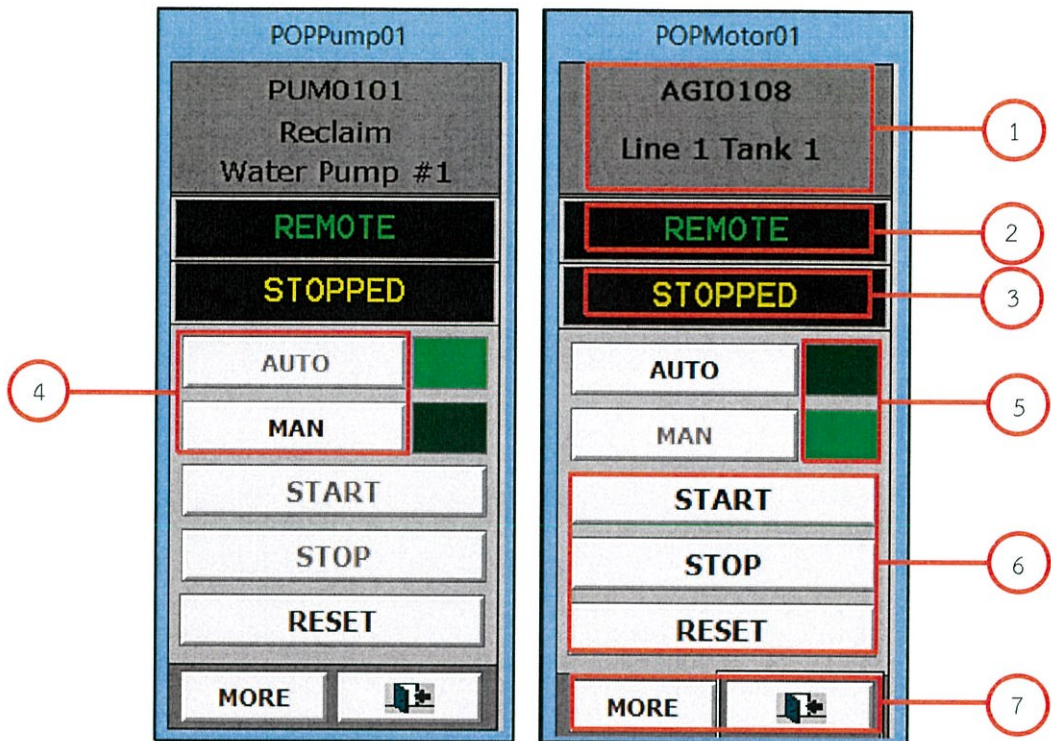 POPPump01
PUM0101
Reclaim
Water Pump #1
REMOTE
STOPPED
AUTO
MAN
START
STOP
RESET
MORE
4
POPMotor01
AGI0108
Line 1 Tank 1
REMOTE
STOPPED
AUTO
MAN
START
STOP
RESET
MORE
1
2
3
5
6
7